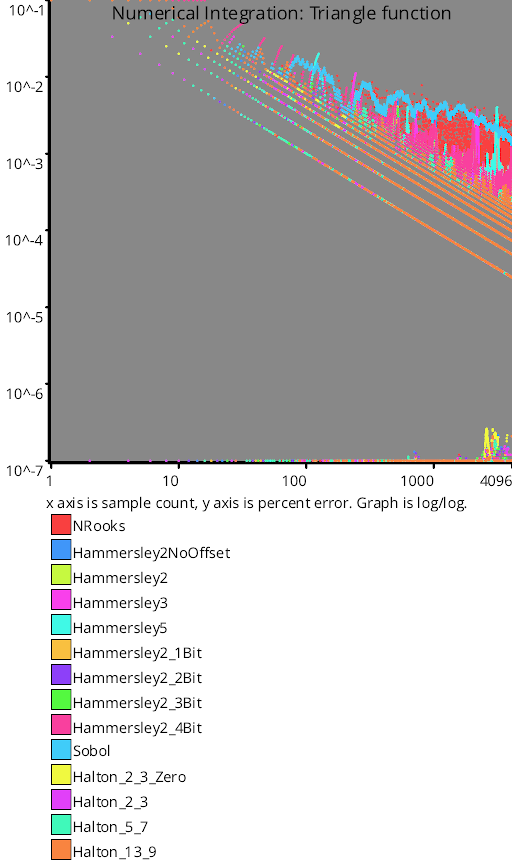 Numerical Integration: Triangle function
10^-1
10^-2
10^-3
10^-4
10^-5
10^-6
10^-7
1 10 100 1000 4096
x axis is sample count, y axis is percent error. Graph is log/log.
NRooks
Hammersley2NoOffset
Hammersley2
Hammersley3
Hammersley5
Hammersley2_1Bit
Hammersley2_2Bit
Hammersley2_3Bit
Hammersley2_4Bit
Sobol
Halton_2_3_Zero
Halton_2_3
Halton_5_7
Halton_13_9